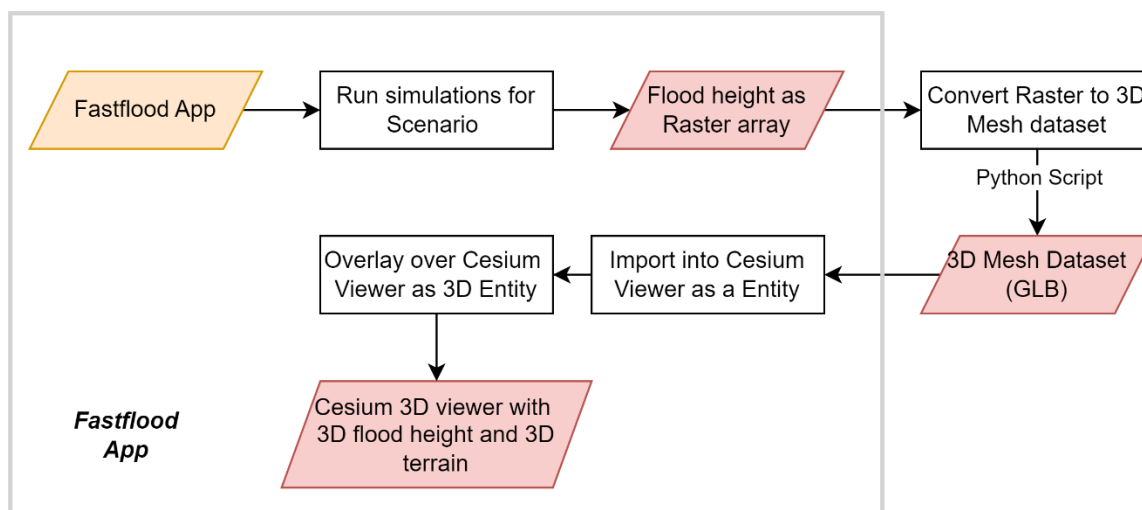 Fastflood App
Run simulations for
Scenario
Flood height as
Raster array
Convert Raster to 3D
Mesh dataset
Python Script
3D Mesh Dataset
(GLB)
Import into Cesium
Viewer as a Entity
Overlay over Cesium
Viewer as 3D Entity
Cesium 3D viewer with
3D flood height and 3D
terrain
Fastflood
App